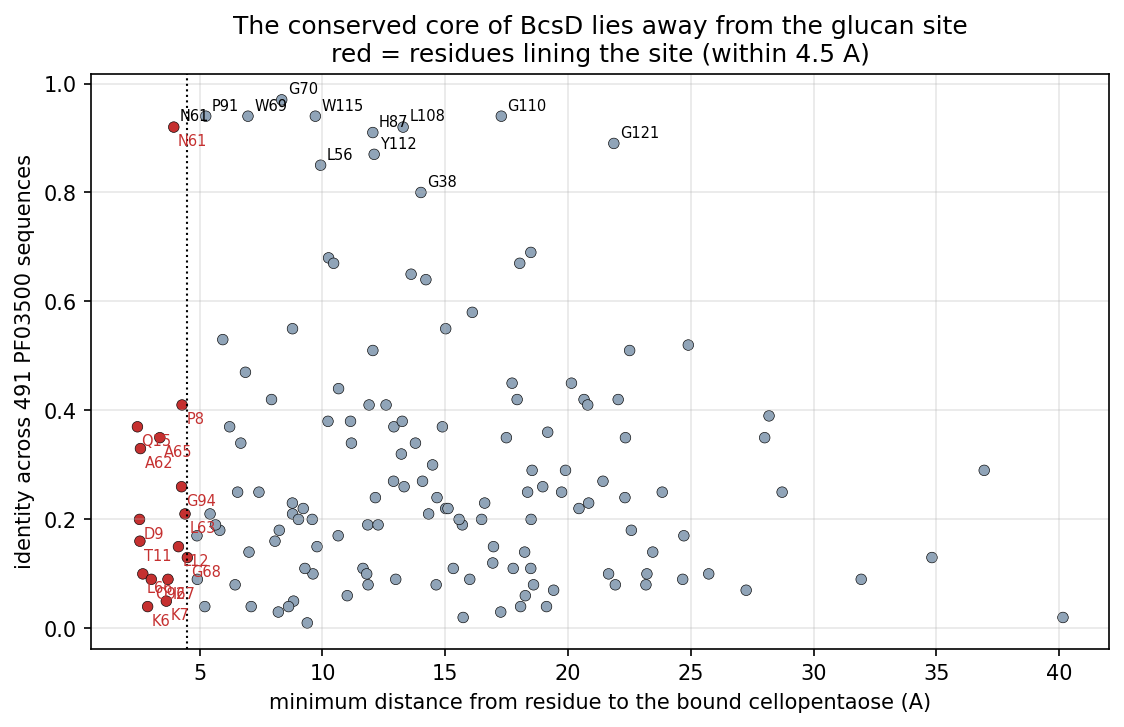 The conserved core of BcsD lies away from the glucan site
red = residues lining the site (within 4.5 A)
identity across 491 PF03500 sequences
1.0
0.8
0.6
0.4
0.2
0.0
G70
P91
W69
W115
G110
N61
H87
L108
N61
Y112
G121
L56
G38
P8
Q15
A65
A62
G94
D9
L63
T11
L12
G68
L66
K7
K6
5
10
15
20
25
30
35
40
minimum distance from residue to the bound cellopentaose (A)